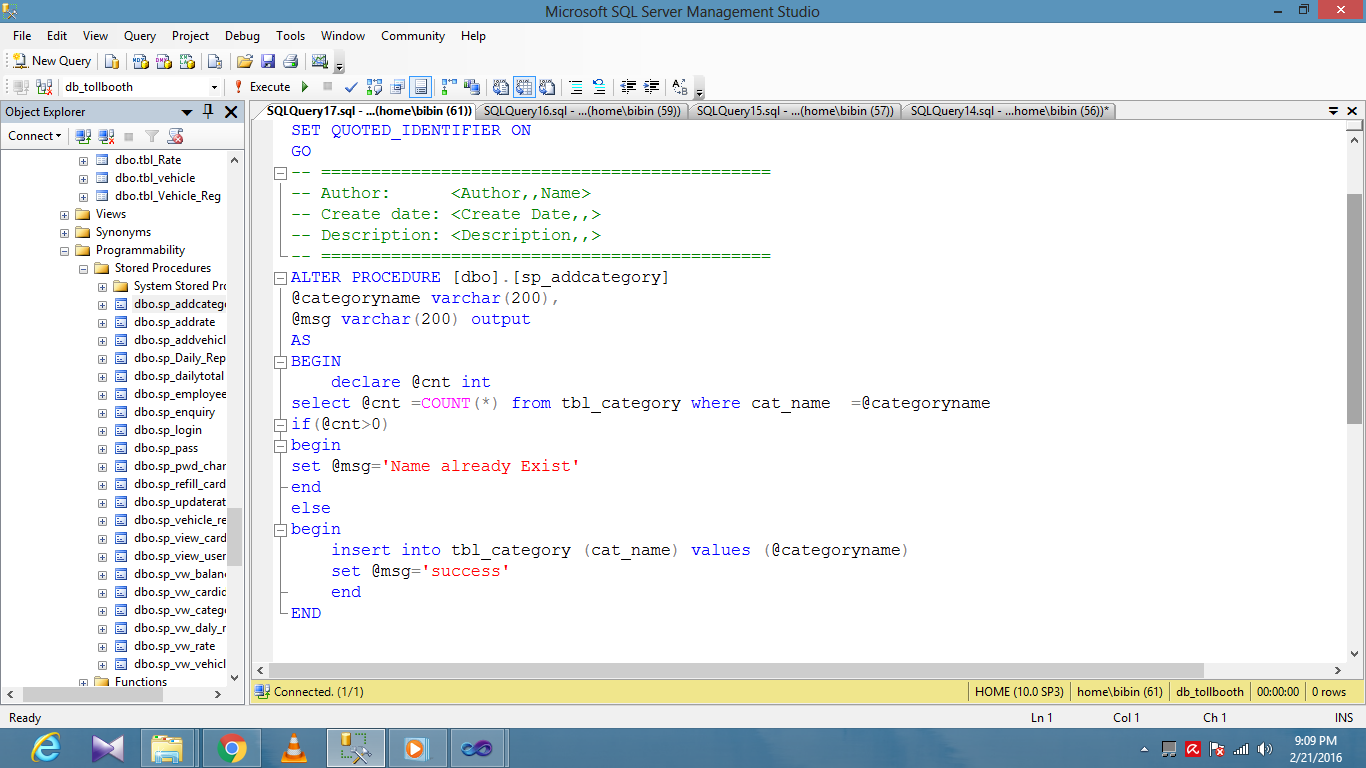 Microsoft SQL Server Management Studio
File Edit View Query Project Debug Tools Window Community Help
New Query
db_tollbooth Execute
Object Explorer
SQLQuery17.sql - ...(home\bibin (61)) SQLQuery16.sql - ...(home\bibin (59)) SQLQuery15.sql - ...(home\bibin (57)) SQLQuery14.sql - ...home\bibin (56))*
Connect
dbo.tbl_Rate
dbo.tbl_vehicle
dbo.tbl_Vehicle_Reg
Views
Synonyms
Programmability
Stored Procedures
System Stored Pro
dbo.sp_addcatego
dbo.sp_addrate
dbo.sp_addvehicl
dbo.sp_Daily_Rep
dbo.sp_dailytotal
dbo.sp_employee
dbo.sp_enquiry
dbo.sp_login
dbo.sp_pass
dbo.sp_pwd_chan
dbo.sp_refill_card
dbo.sp_updaterat
dbo.sp_vehicle_re
dbo.sp_view_card
dbo.sp_view_user
dbo.sp_vw_balan
dbo.sp_vw_cardic
dbo.sp_vw_catego
dbo.sp_vw_daly_r
dbo.sp_vw_rate
dbo.sp_vw_vehicl
Functions
SET QUOTED_IDENTIFIER ON
GO
-- =============================================
-- Author:      <Author,,Name>
-- Create date: <Create Date,,>
-- Description: <Description,,>
-- =============================================
ALTER PROCEDURE [dbo].[sp_addcategory]
@categoryname varchar(200),
@msg varchar(200) output
AS
BEGIN
    declare @cnt int
select @cnt =COUNT(*) from tbl_category where cat_name  =@categoryname
if(@cnt>0)
begin
set @msg='Name already Exist'
end
else
begin
    insert into tbl_category (cat_name) values (@categoryname)
    set @msg='success'
    end
END
Connected. (1/1) HOME (10.0 SP3) home\bibin (61) db_tollbooth 00:00:00 0 rows
Ready Ln 1 Col 1 Ch 1 INS
9:09 PM
2/21/2016